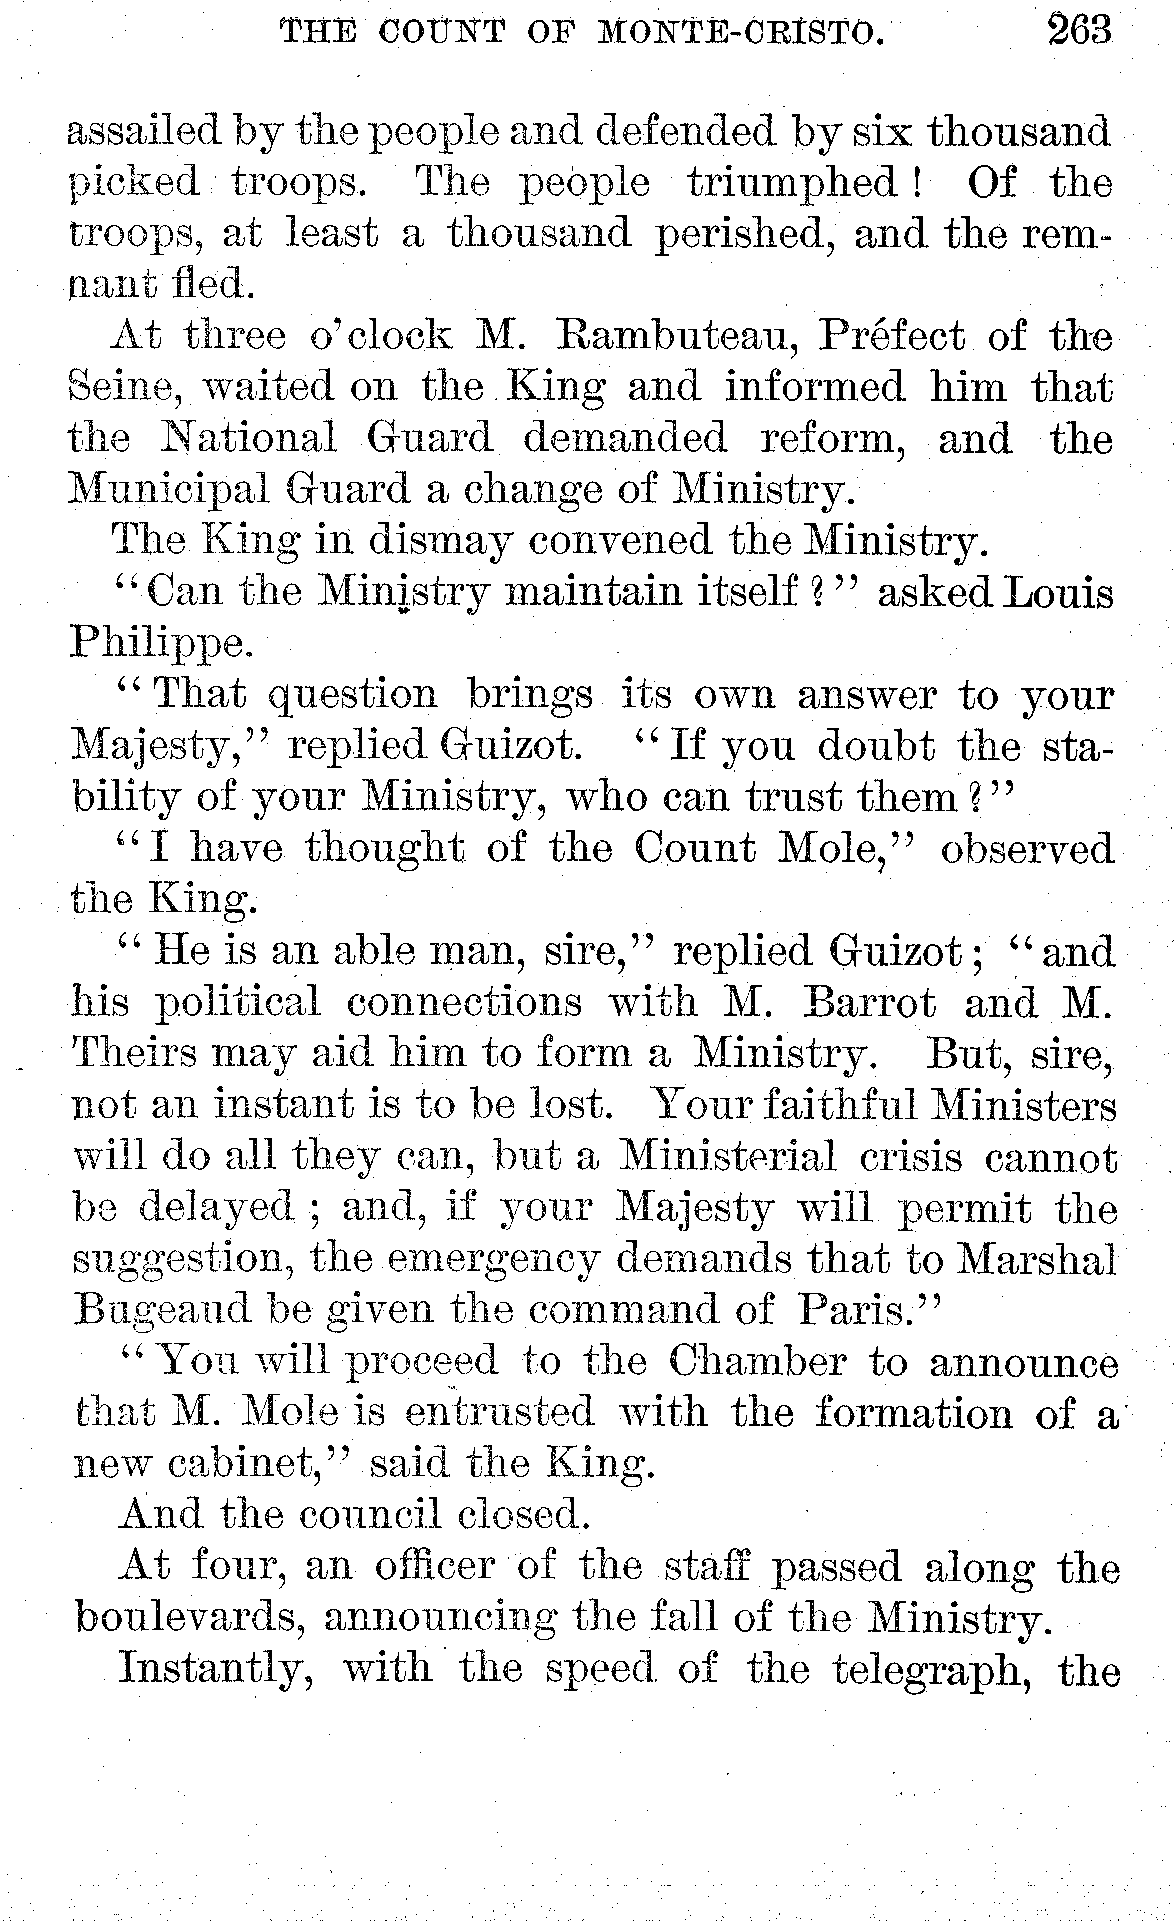 THE COUNT OF MONTE-CRISTO. 263
assailed by the people and defended by six thousand
picked troops. The people triumphed! Of the
troops, at least a thousand perished, and the rem-
nant fled.
At three o'clock M. Rambuteau, Préfect of the
Seine, waited on the King and informed him that
the National Guard demanded reform, and the
Municipal Guard a change of Ministry.
The King in dismay convened the Ministry.
"Can the Ministry maintain itself?" asked Louis
Philippe.
"That question brings its own answer to your
Majesty," replied Guizot. "If you doubt the sta-
bility of your Ministry, who can trust them?"
"I have thought of the Count Mole," observed
the King.
"He is an able man, sire," replied Guizot; "and
his political connections with M. Barrot and M.
Theirs may aid him to form a Ministry. But, sire,
not an instant is to be lost. Your faithful Ministers
will do all they can, but a Ministerial crisis cannot
be delayed; and, if your Majesty will permit the
suggestion, the emergency demands that to Marshal
Bugeaud be given the command of Paris."
"You will proceed to the Chamber to announce
that M. Mole is entrusted with the formation of a
new cabinet," said the King.
And the council closed.
At four, an officer of the staff passed along the
boulevards, announcing the fall of the Ministry.
Instantly, with the speed of the telegraph, the